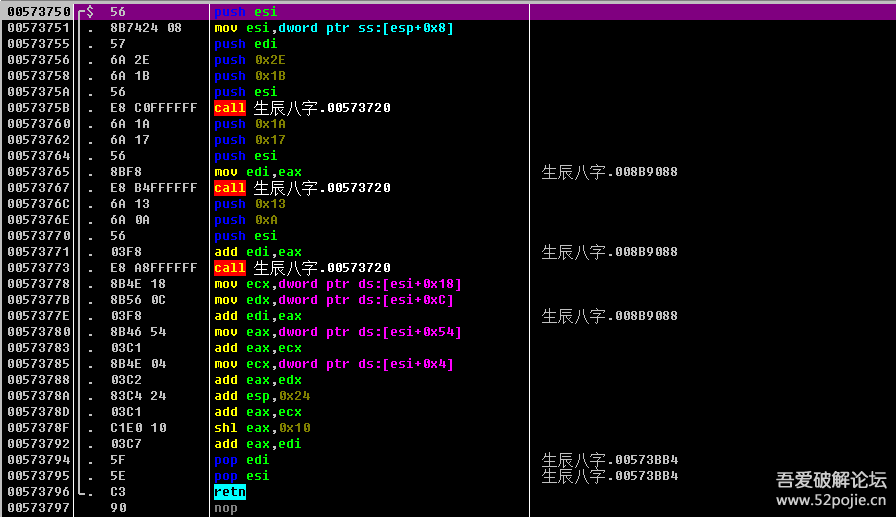 00573750 ┌$ 56 push esi
00573751 . 8B7424 08 mov esi,dword ptr ss:[esp+0x8]
00573755 . 57 push edi
00573756 . 6A 2E push 0x2E
00573758 . 6A 1B push 0x1B
0057375A . 56 push esi
0057375B . E8 C0FFFFFF call 生辰八字.00573720
00573760 . 6A 1A push 0x1A
00573762 . 6A 17 push 0x17
00573764 . 56 push esi
00573765 . 8BF8 mov edi,eax 生辰八字.008B9088
00573767 . E8 B4FFFFFF call 生辰八字.00573720
0057376C . 6A 13 push 0x13
0057376E . 6A 0A push 0xA
00573770 . 56 push esi
00573771 . 03F8 add edi,eax 生辰八字.008B9088
00573773 . E8 A8FFFFFF call 生辰八字.00573720
00573778 . 8B4E 18 mov ecx,dword ptr ds:[esi+0x18]
0057377B . 8B56 0C mov edx,dword ptr ds:[esi+0xC]
0057377E . 03F8 add edi,eax 生辰八字.008B9088
00573780 . 8B46 54 mov eax,dword ptr ds:[esi+0x54]
00573783 . 03C1 add eax,ecx
00573785 . 8B4E 04 mov ecx,dword ptr ds:[esi+0x4]
00573788 . 03C2 add eax,edx
0057378A . 83C4 24 add esp,0x24
0057378D . 03C1 add eax,ecx
0057378F . C1E0 10 shl eax,0x10
00573792 . 03C7 add eax,edi
00573794 . 5F pop edi 生辰八字.00573BB4
00573795 . 5E pop esi 生辰八字.00573BB4
00573796 └. C3 retn
00573797 90 nop
吾爱破解论坛
www.52pojie.cn